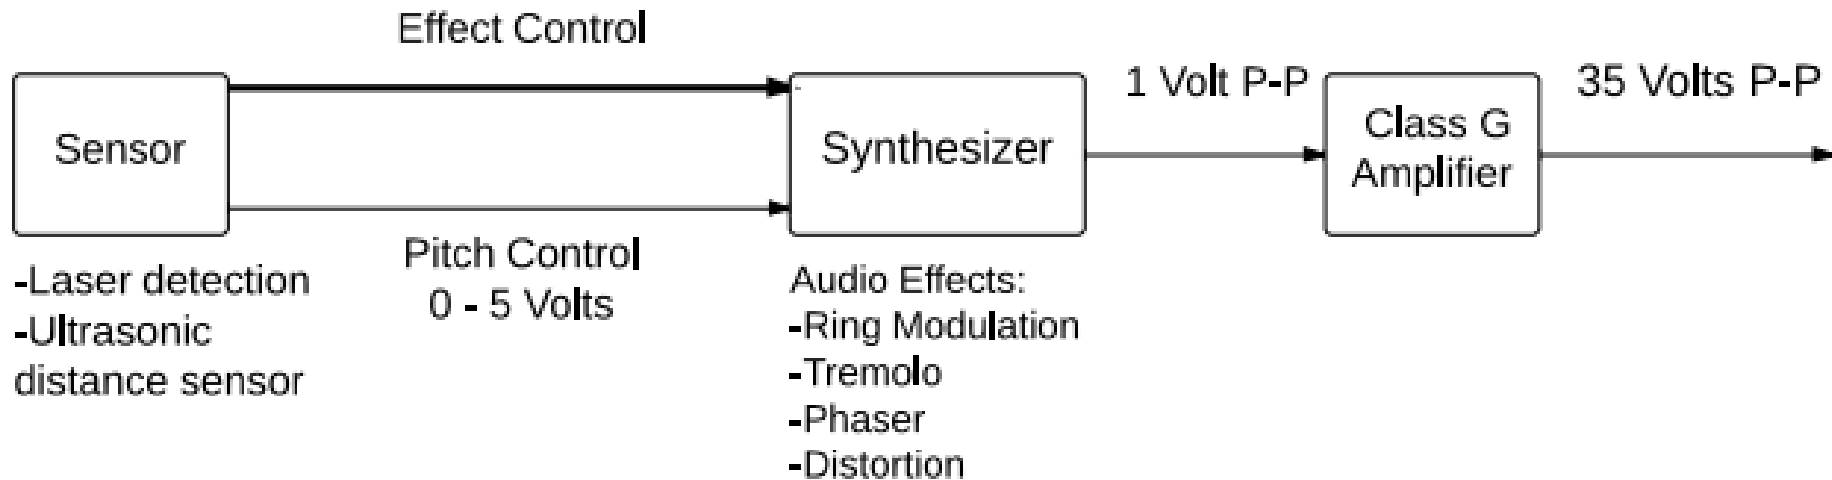 Effect Control
Sensor
Synthesizer
1 Volt P-P
Class G
Amplifier
35 Volts P-P
Pitch Control
0 - 5 Volts
-Laser detection
-Ultrasonic
distance sensor
Audio Effects:
-Ring Modulation
-Tremolo
-Phaser
-Distortion